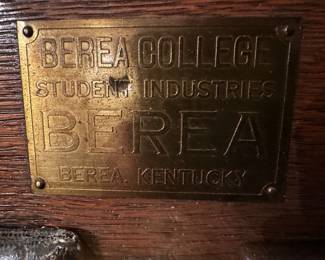 BEREA COLLEGE
STUDENT INDUSTRIES
BEREA
BEREA, KENTUCKY